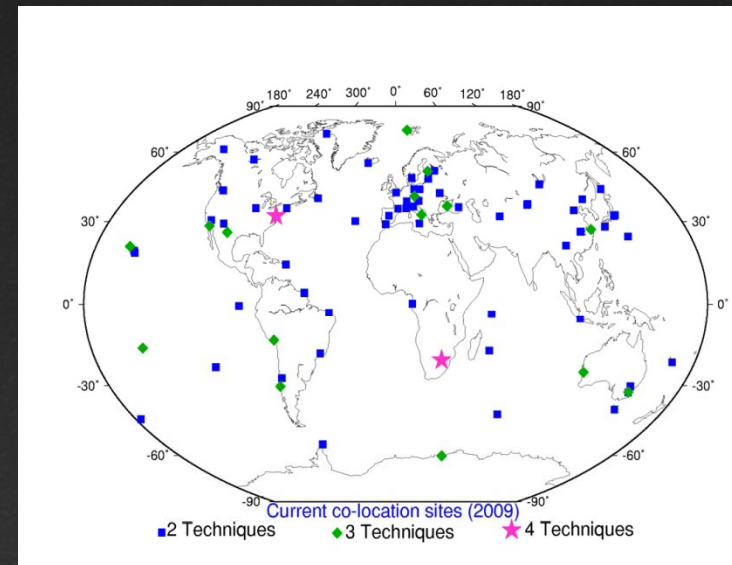 180˚ 240˚ 300˚ 0˚ 60˚ 120˚ 180˚
90˚ 90˚
60˚ 60˚
30˚ 30˚
0˚ 0˚
-30˚ -30˚
-60˚ -60˚
-90˚ -90˚
Current co-location sites (2009)
2 Techniques 3 Techniques 4 Techniques